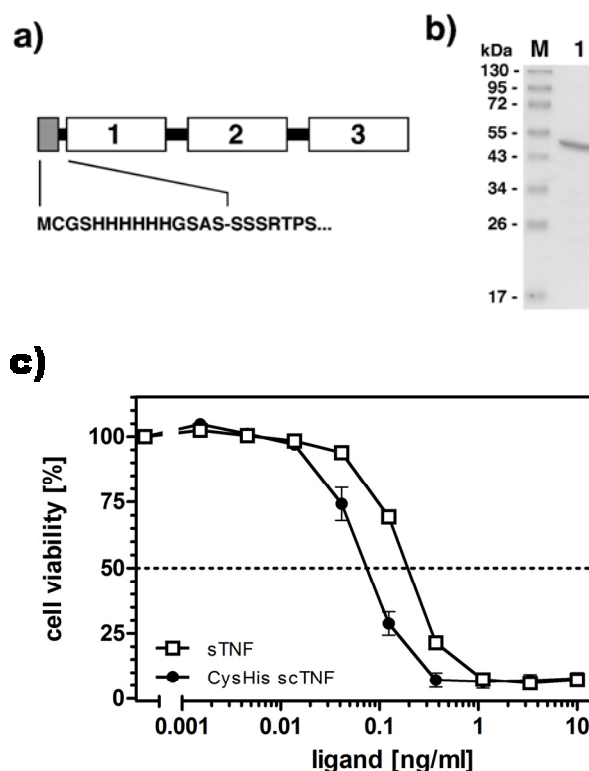 a)
1 2 3
MCGSHHHHHHGSAS-SSSRTPS...
b)
kDa M 1
130 -
95 -
72 -
55 -
43 -
34 -
26 -
17 -
c)
cell viability [%]
100
75
50
25
0
sTNF
CysHis scTNF
0.001 0.01 0.1 1 10
ligand [ng/ml]